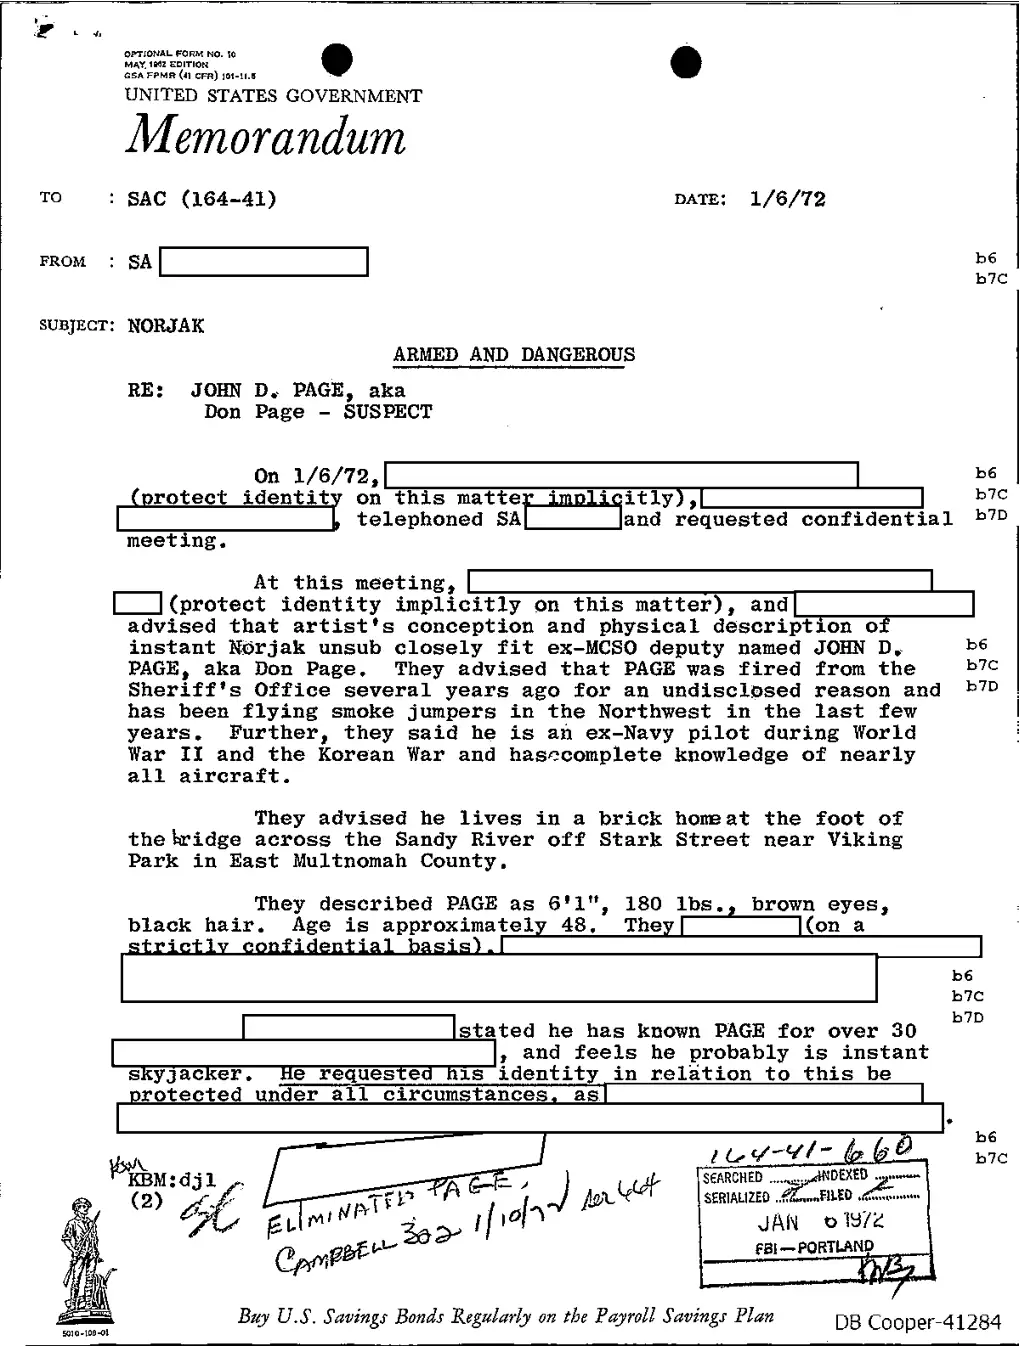 OPTIONAL FORM NO. 10
MAY 1962 EDITION
GSA FPMR (41 CFR) 101-11.6
UNITED STATES GOVERNMENT
Memorandum
TO : SAC (164-41) DATE: 1/6/72
FROM : SA
b6
b7C
SUBJECT: NORJAK
ARMED AND DANGEROUS
RE: JOHN D. PAGE, aka
Don Page - SUSPECT
On 1/6/72,
(protect identity on this matter implicitly),
, telephoned SA and requested confidential
meeting.
b6
b7C
b7D
At this meeting,
(protect identity implicitly on this matter), and
advised that artist's conception and physical description of
instant Norjak unsub closely fit ex-MCSO deputy named JOHN D.
PAGE, aka Don Page. They advised that PAGE was fired from the
Sheriff's Office several years ago for an undisclosed reason and
has been flying smoke jumpers in the Northwest in the last few
years. Further, they said he is an ex-Navy pilot during World
War II and the Korean War and has complete knowledge of nearly
all aircraft.
b6
b7C
b7D
They advised he lives in a brick home at the foot of
the bridge across the Sandy River off Stark Street near Viking
Park in East Multnomah County.
They described PAGE as 6'1", 180 lbs., brown eyes,
black hair. Age is approximately 48. They (on a
strictly confidential basis),
b6
b7C
b7D
stated he has known PAGE for over 30
, and feels he probably is instant
skyjacker. He requested his identity in relation to this be
protected under all circumstances, as
.
b6
b7C
KBM:djl
(2)
ELIMINATED PAGE.
CAMPBELL 302 1/10/72 ser 664
164-41-660
SEARCHED INDEXED
SERIALIZED FILED
JAN 6 1972
FBI — PORTLAND
5010-108-01
Buy U.S. Savings Bonds Regularly on the Payroll Savings Plan
DB Cooper-41284